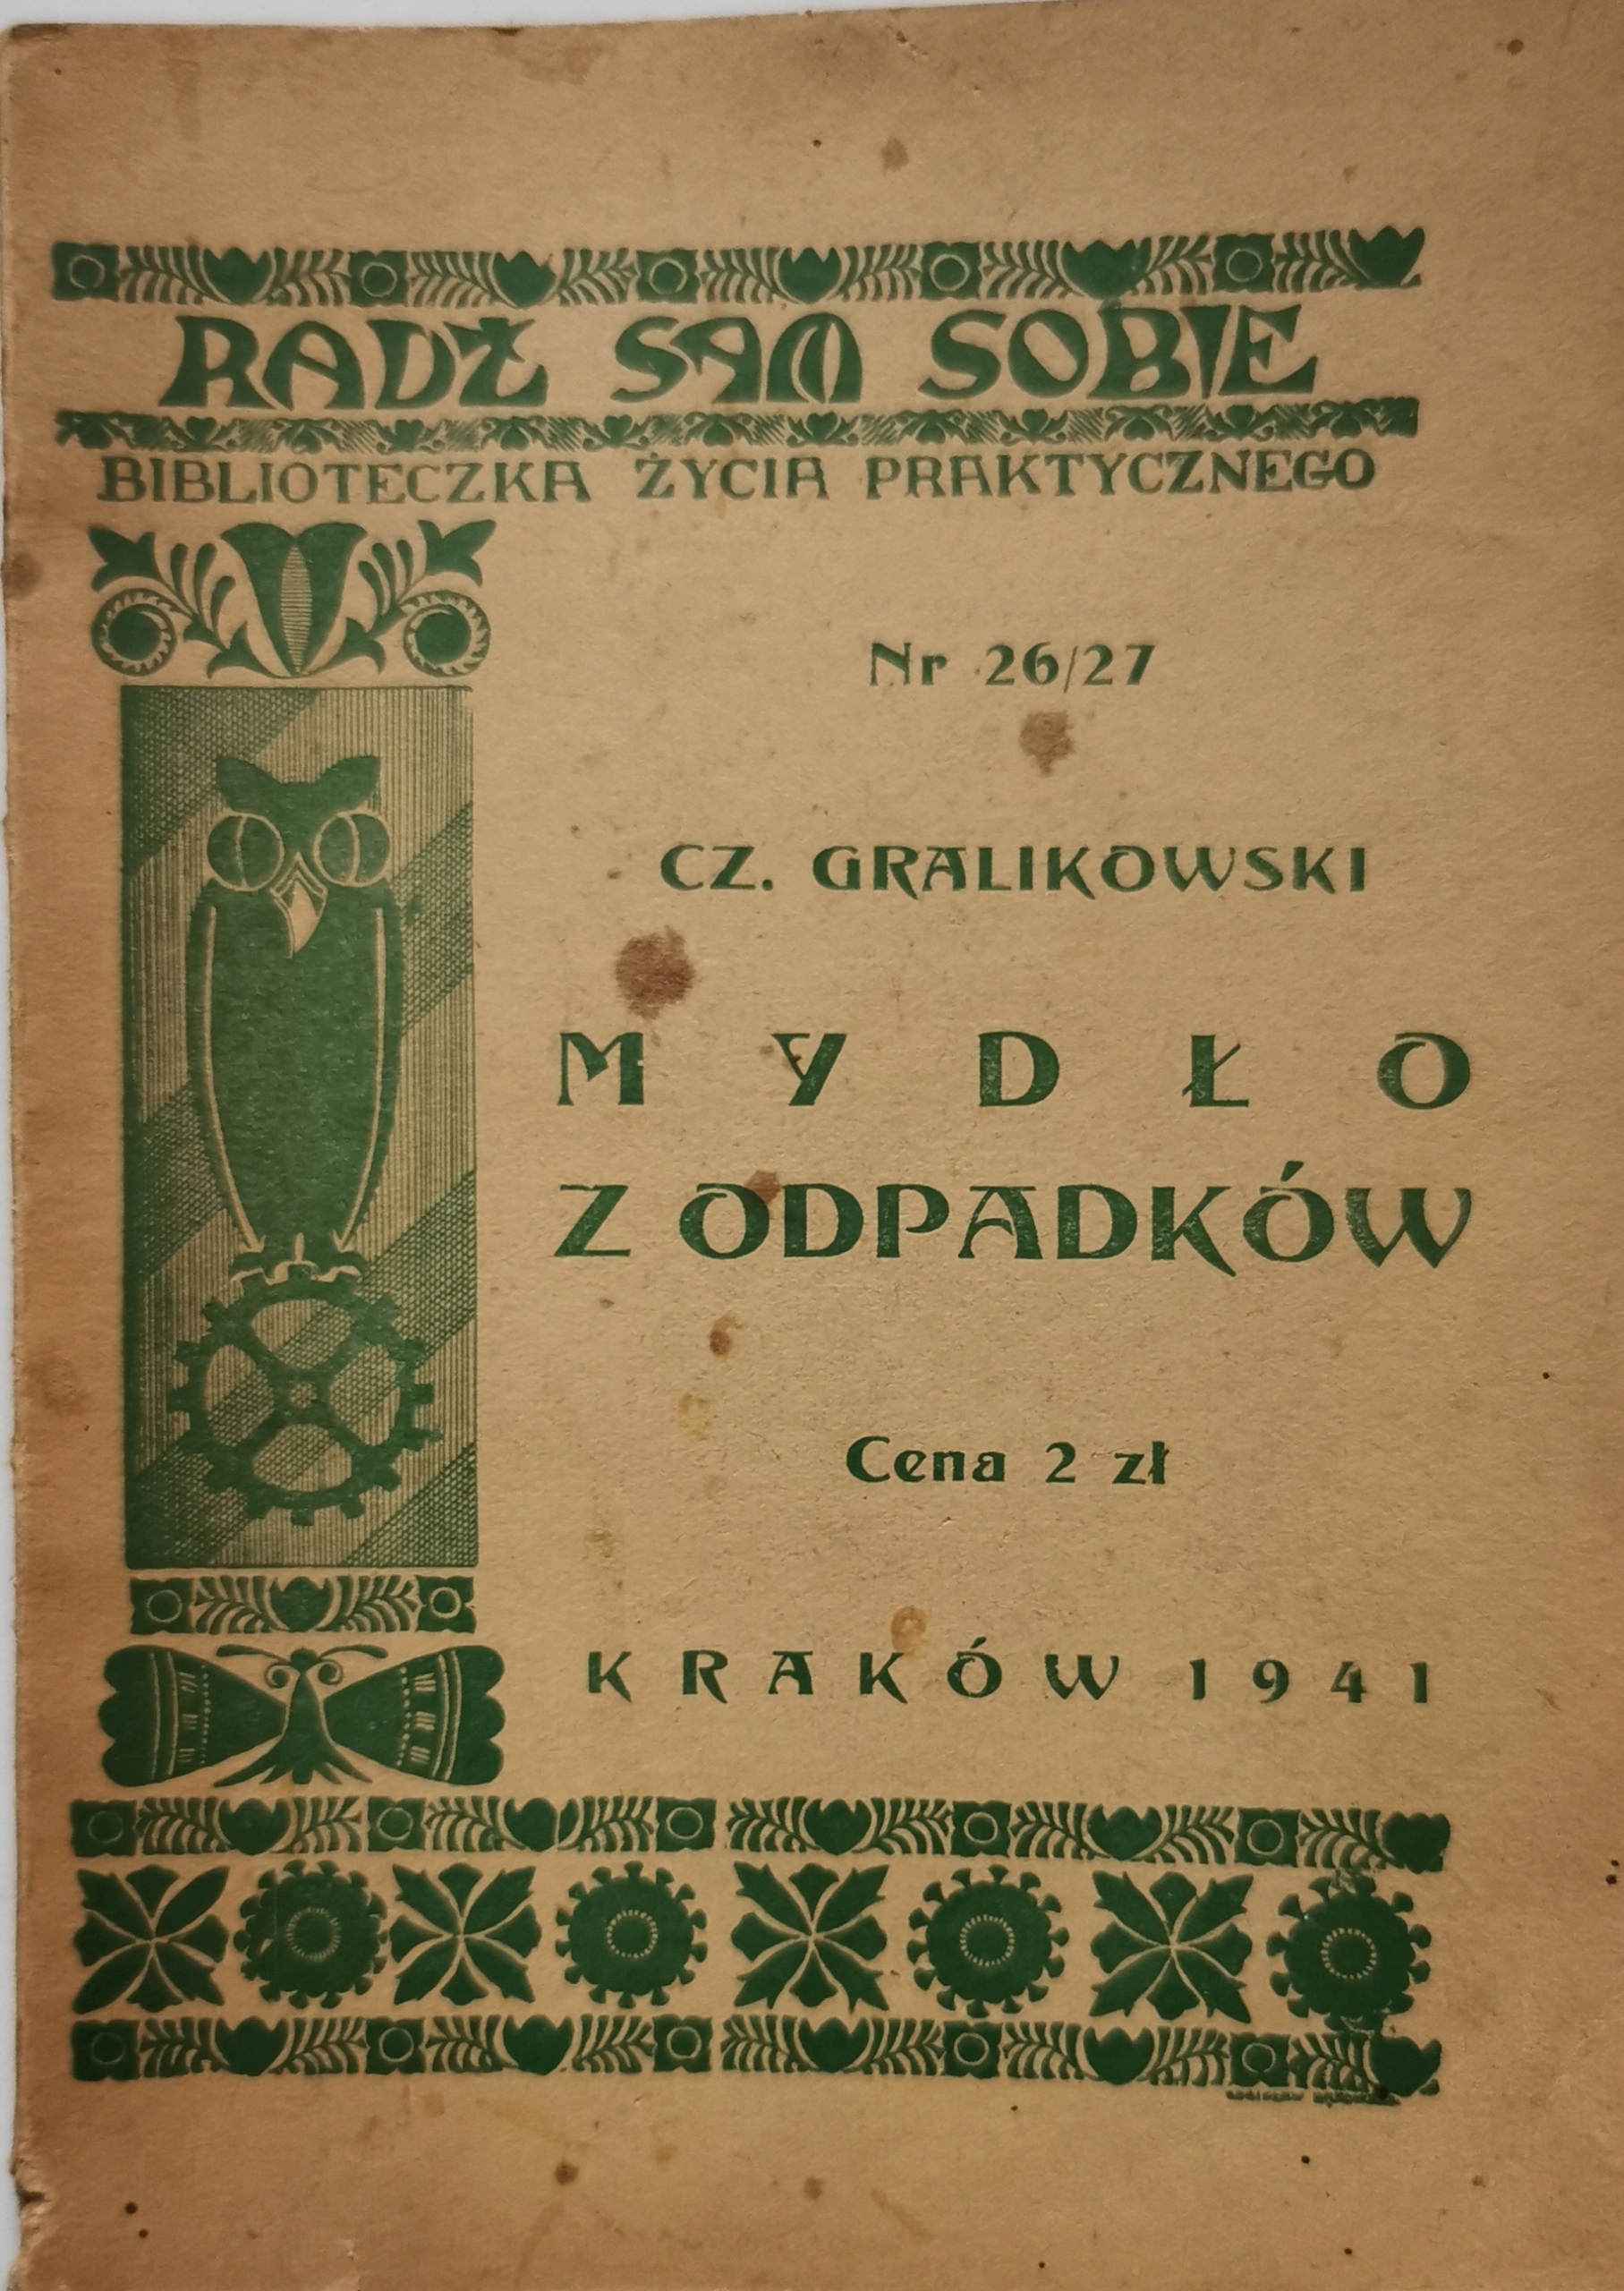 RADŹ SAM SOBIE
BIBLIOTECZKA ŻYCIA PRAKTYCZNEGO
Nr 26/27
CZ. GRALIKOWSKI
MYDŁO
Z ODPADKÓW
Cena 2 zł
KRAKÓW 1941